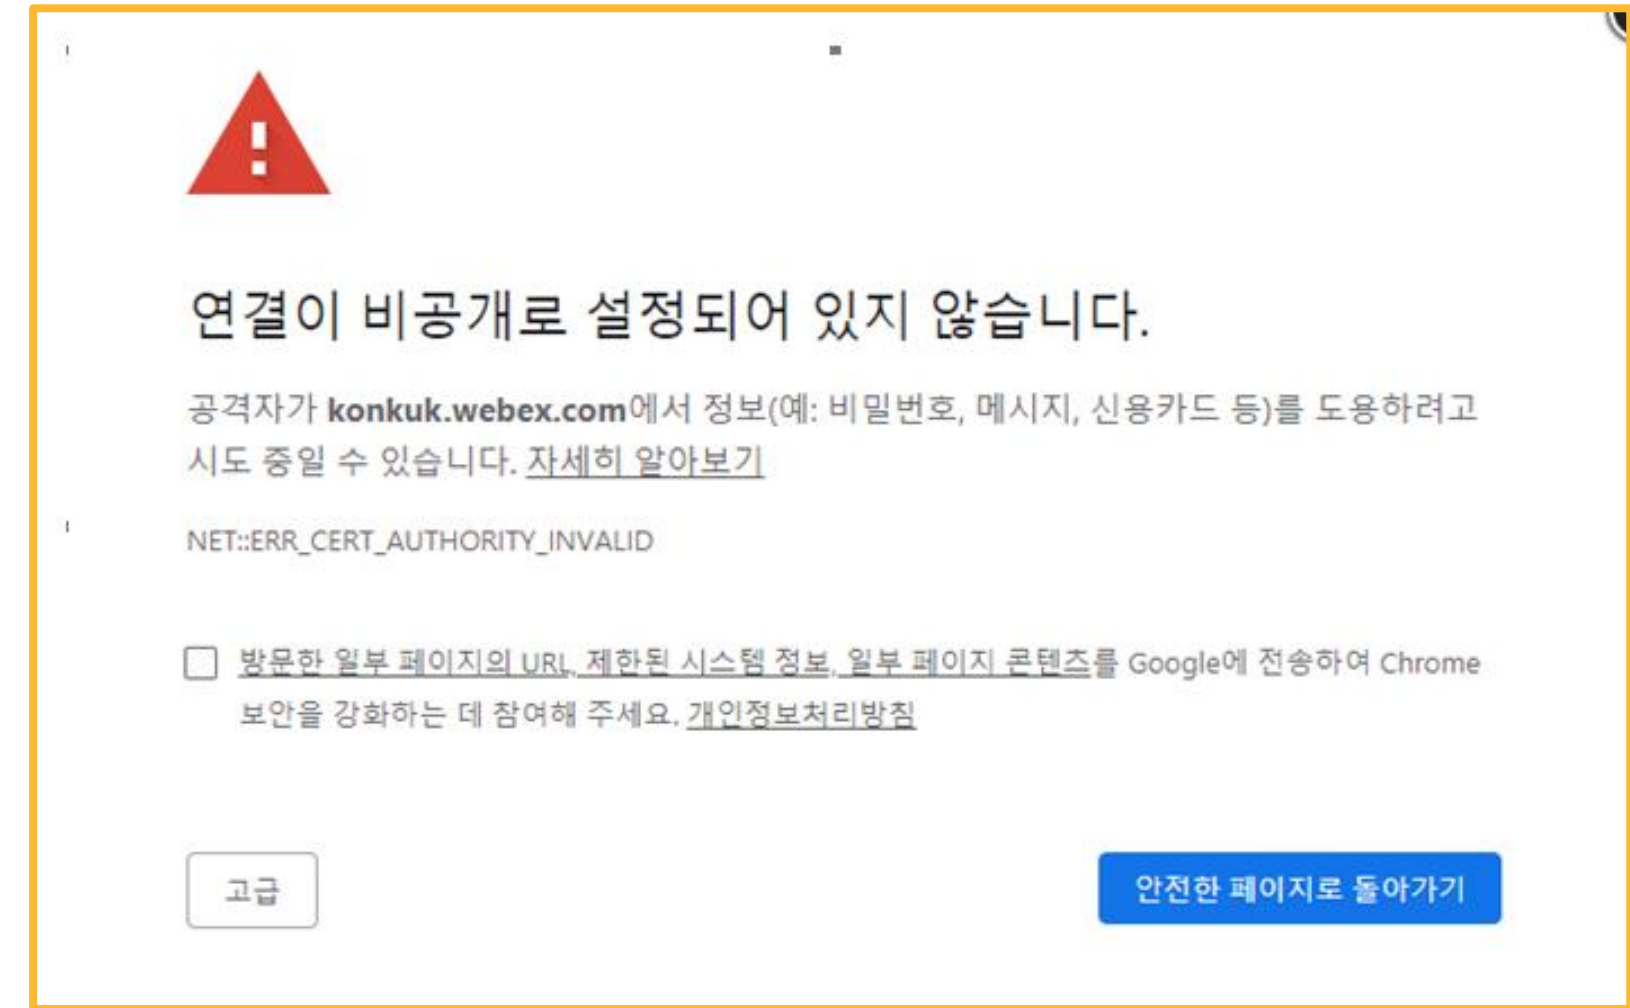 연결이 비공개로 설정되어 있지 않습니다.
공격자가 konkuk.webex.com에서 정보(예: 비밀번호, 메시지, 신용카드 등)를 도용하려고
시도 중일 수 있습니다. 자세히 알아보기
NET::ERR_CERT_AUTHORITY_INVALID
방문한 일부 페이지의 URL, 제한된 시스템 정보, 일부 페이지 콘텐츠를 Google에 전송하여 Chrome
보안을 강화하는 데 참여해 주세요. 개인정보처리방침
고급
안전한 페이지로 돌아가기